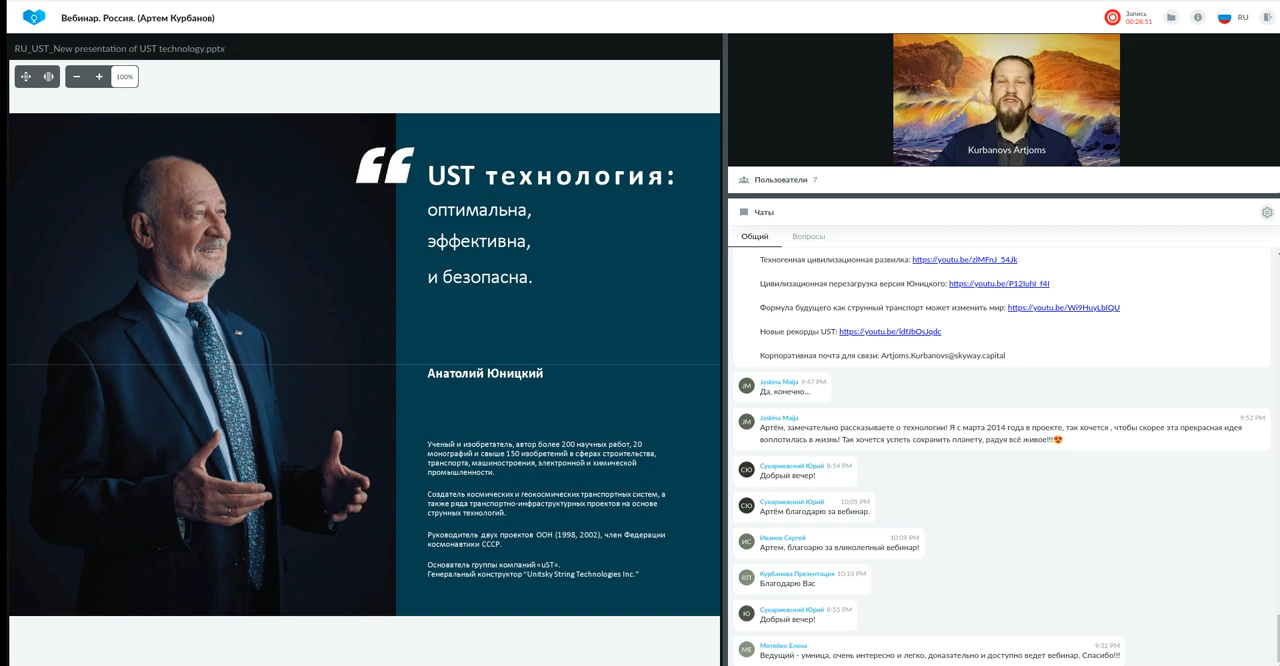 Вебинар. Россия. (Артем Курбанов)
Запись
00:28:51
RU
RU_UST_New presentation of UST technology.pptx
100%
UST технология:
оптимальна,
эффективна,
и безопасна.
Анатолий Юницкий
Ученый и изобретатель, автор более 200 научных работ, 20
монографий и свыше 150 изобретений в сферах строительства,
транспорта, машиностроения, электронной и химической
промышленности.
Создатель космических и геокосмических транспортных систем, а
также ряда транспортно-инфраструктурных проектов на основе
струнных технологий.
Руководитель двух проектов ООН (1998, 2002), член Федерации
космонавтики СССР.
Основатель группы компаний «uST».
Генеральный конструктор "Unitsky String Technologies Inc."
Kurbanovs Artjoms
Пользователи 7
Чаты
Общий Вопросы
Техногенная цивилизационная развилка: https://youtu.be/zlMFnJ_54Jk
Цивилизационная перезагрузка версия Юницкого: https://youtu.be/P12IuhI_f4I
Формула будущего как струнный транспорт может изменить мир: https://youtu.be/Wi9HuyLbIQU
Новые рекорды UST: https://youtu.be/ldfJbOsJqdc
Корпоративная почта для связи: Artjoms.Kurbanovs@skyway.capital
JM Jaskina Maija 9:47 PM
Да, конечно...
JM Jaskina Maija 9:52 PM
Артём, замечательно рассказываете о технологии! Я с марта 2014 года в проекте, так хочется , чтобы скорее эта прекрасная идея
воплотилась в жизнь! Так хочется успеть сохранить планету, радуя всё живое!!!😍
СЮ Сухаржевский Юрий 8:54 PM
Добрый вечер!
СЮ Сухаржевский Юрий 10:05 PM
Артём благодарю за вебинар.
ИС Иванов Сергей 10:09 PM
Артем, благоарю за вликолепный вебинар!
КП Курбанова Презентация 10:10 PM
Благодарю Вас
Ю Сухаржевский Юрий 8:55 PM
Добрый вечер!
МЕ Мотейко Елена 9:32 PM
Ведущий - умница, очень интересно и легко, доказательно и доступно ведет вебинар. Спасибо!!!